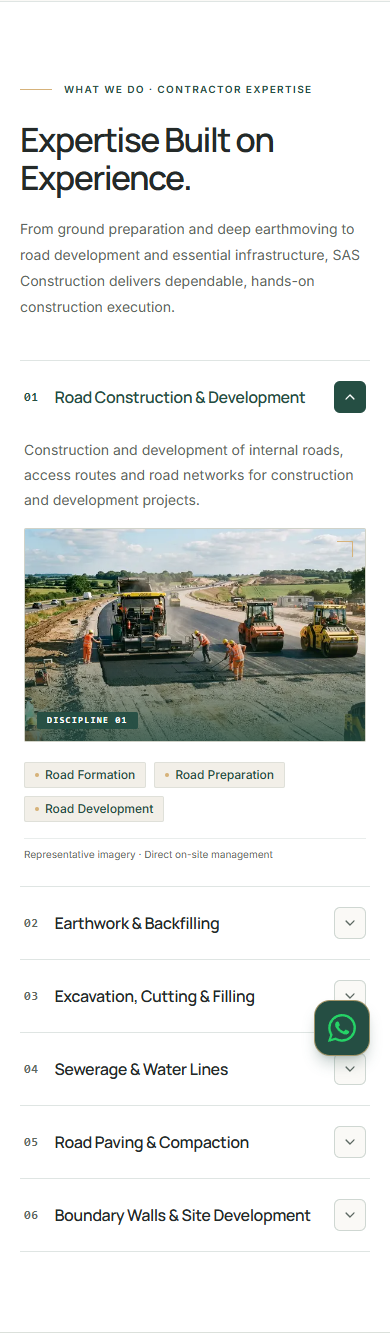 WHAT WE DO · CONTRACTOR EXPERTISE
Expertise Built on
Experience.
From ground preparation and deep earthmoving to
road development and essential infrastructure, SAS
Construction delivers dependable, hands-on
construction execution.
01 Road Construction & Development
Construction and development of internal roads,
access routes and road networks for construction
and development projects.
DISCIPLINE 01
Road Formation
Road Preparation
Road Development
Representative imagery · Direct on-site management
02 Earthwork & Backfilling
03 Excavation, Cutting & Filling
04 Sewerage & Water Lines
05 Road Paving & Compaction
06 Boundary Walls & Site Development